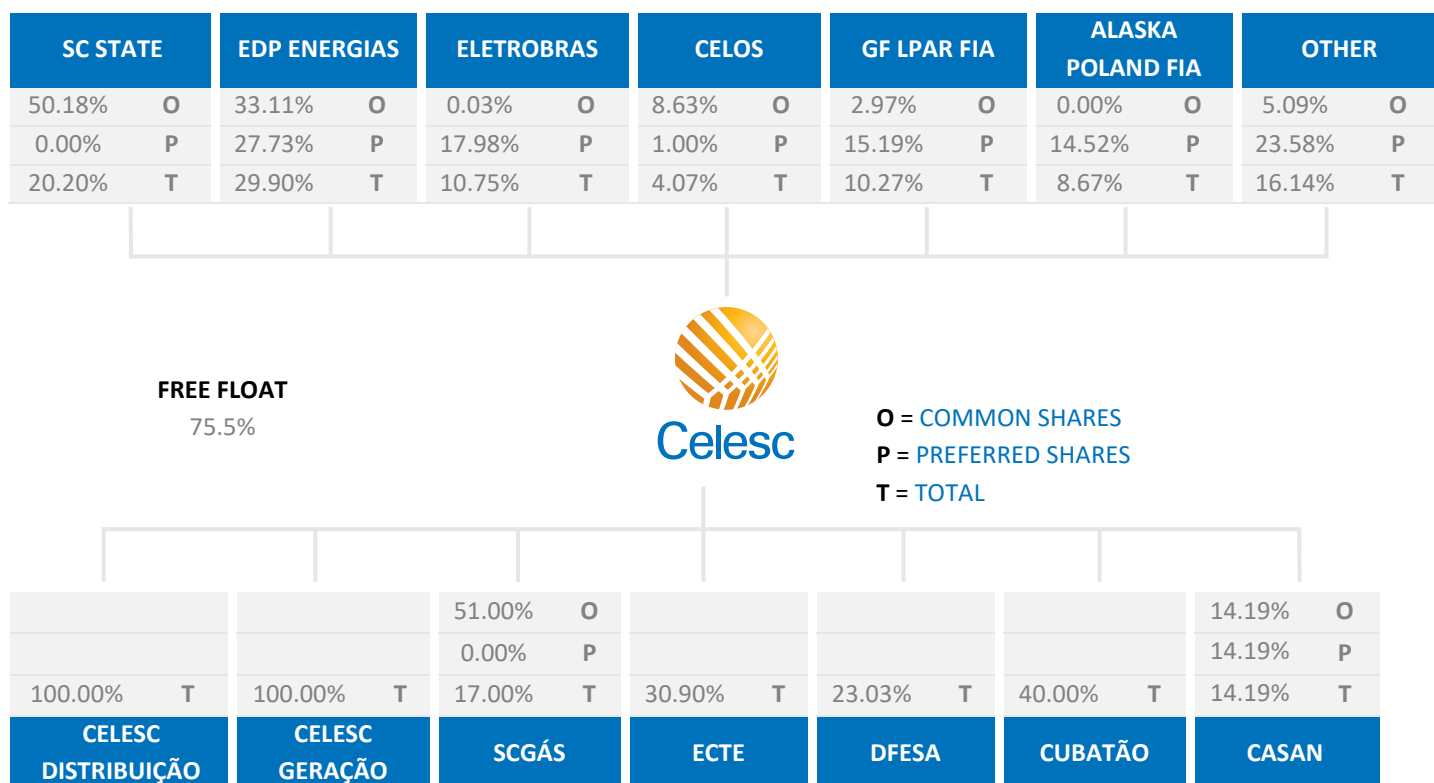 SC STATE EDP ENERGIAS ELETROBRAS CELOS GF LPAR FIA ALASKA POLAND FIA OTHER
50.18% O 33.11% O 0.03% O 8.63% O 2.97% O 0.00% O 5.09% O
0.00% P 27.73% P 17.98% P 1.00% P 15.19% P 14.52% P 23.58% P
20.20% T 29.90% T 10.75% T 4.07% T 10.27% T 8.67% T 16.14% T
FREE FLOAT
75.5%
Celesc
O = COMMON SHARES
P = PREFERRED SHARES
T = TOTAL
51.00% O 14.19% O
0.00% P 14.19% P
100.00% T 100.00% T 17.00% T 30.90% T 23.03% T 40.00% T 14.19% T
CELESC DISTRIBUIÇÃO CELESC GERAÇÃO SCGÁS ECTE DFESA CUBATÃO CASAN